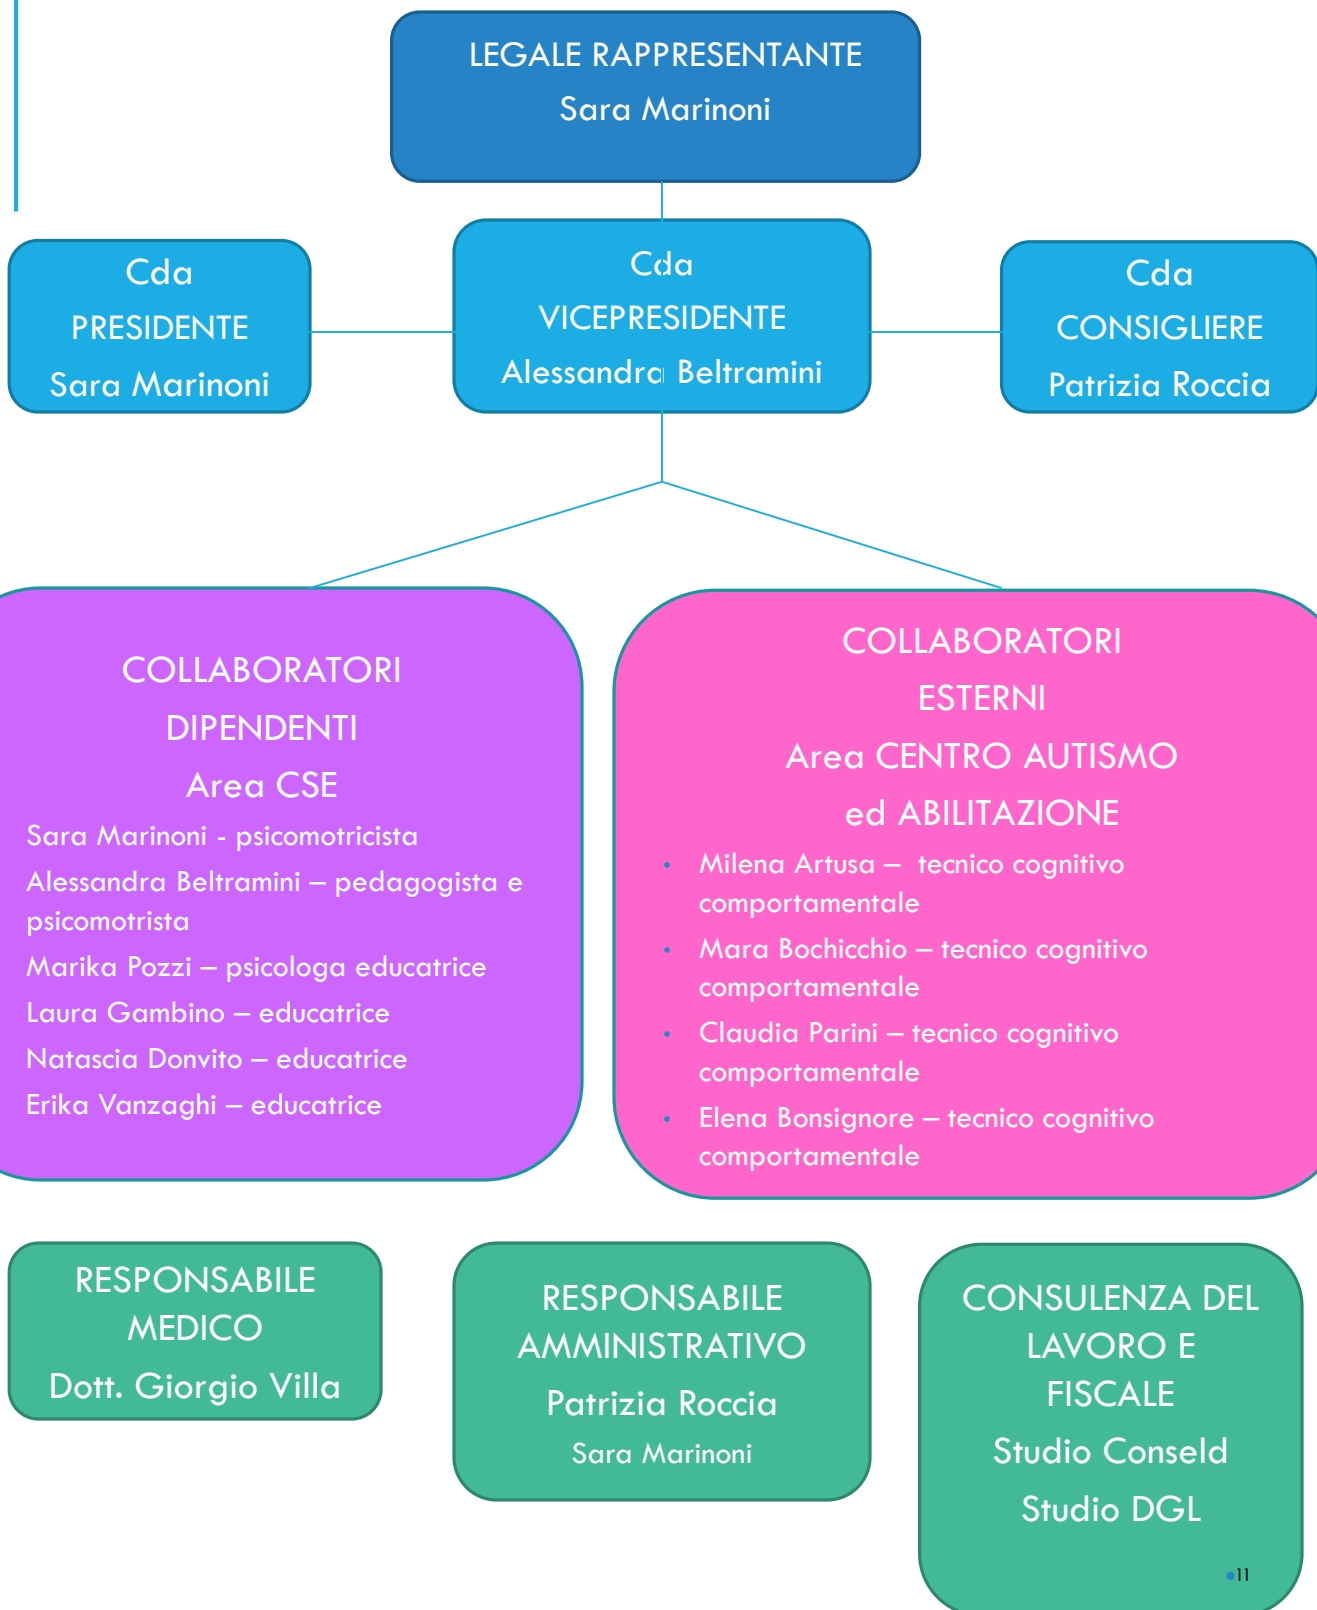 LEGALE RAPPRESENTANTE
Sara Marinoni
Cda
PRESIDENTE
Sara Marinoni
Cda
VICEPRESIDENTE
Alessandra Beltramini
Cda
CONSIGLIERE
Patrizia Roccia
COLLABORATORI
DIPENDENTI
Area CSE
Sara Marinoni - psicomotricista
Alessandra Beltramini – pedagogista e
psicomotrista
Marika Pozzi – psicologa educatrice
Laura Gambino – educatrice
Natascia Donvito – educatrice
Erika Vanzaghi – educatrice
COLLABORATORI
ESTERNI
Area CENTRO AUTISMO
ed ABILITAZIONE
• Milena Artusa – tecnico cognitivo
comportamentale
• Mara Bochicchio – tecnico cognitivo
comportamentale
• Claudia Parini – tecnico cognitivo
comportamentale
• Elena Bonsignore – tecnico cognitivo
comportamentale
RESPONSABILE
MEDICO
Dott. Giorgio Villa
RESPONSABILE
AMMINISTRATIVO
Patrizia Roccia
Sara Marinoni
CONSULENZA DEL
LAVORO E
FISCALE
Studio Conseld
Studio DGL
•11